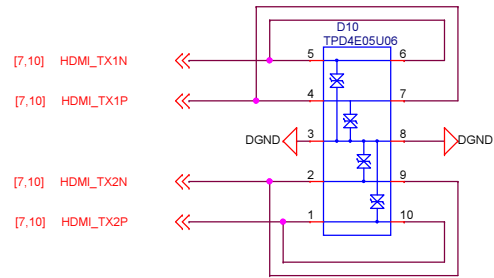 D10
TPD4E05U06
[7,10] HDMI_TX1N 5 6
[7,10] HDMI_TX1P 4 7
DGND 3 8 DGND
[7,10] HDMI_TX2N 2 9
[7,10] HDMI_TX2P 1 10